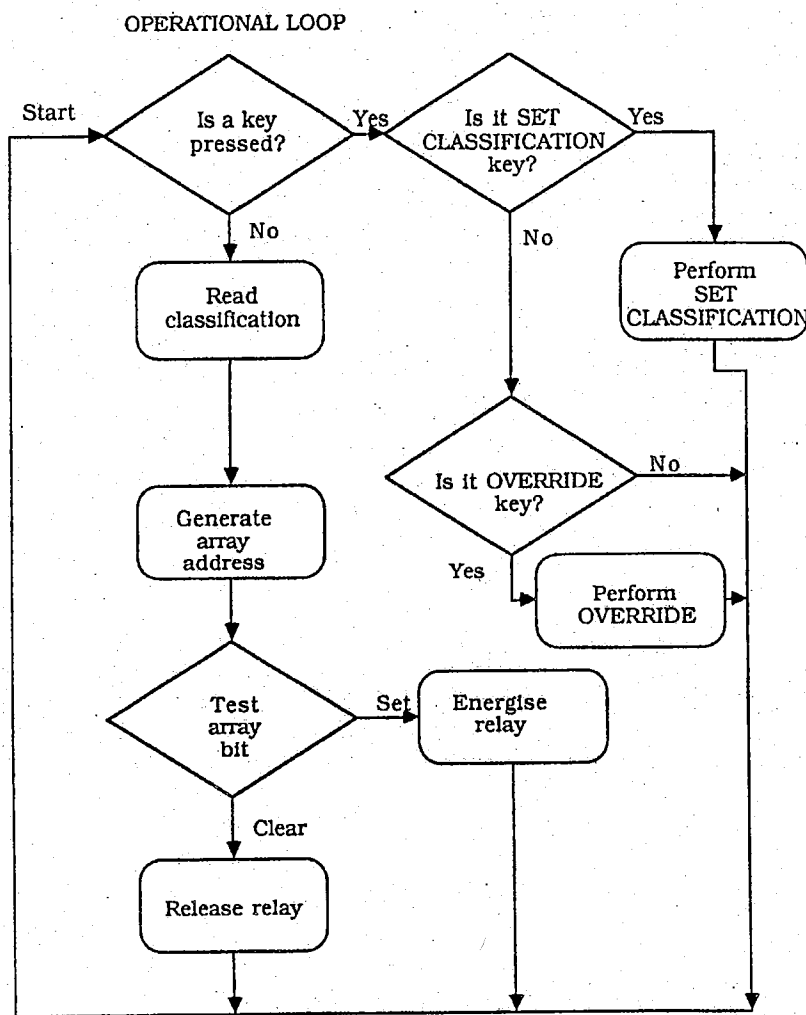 OPERATIONAL LOOP
Start
Is a key
pressed?
Yes
Is it SET
CLASSIFICATION
key?
Yes
No
No
Read
classification
Perform
SET
CLASSIFICATION
Is it OVERRIDE
key?
No
Generate
array
address
Yes
Perform
OVERRIDE
Test
array
bit
Set
Energise
relay
Clear
Release relay